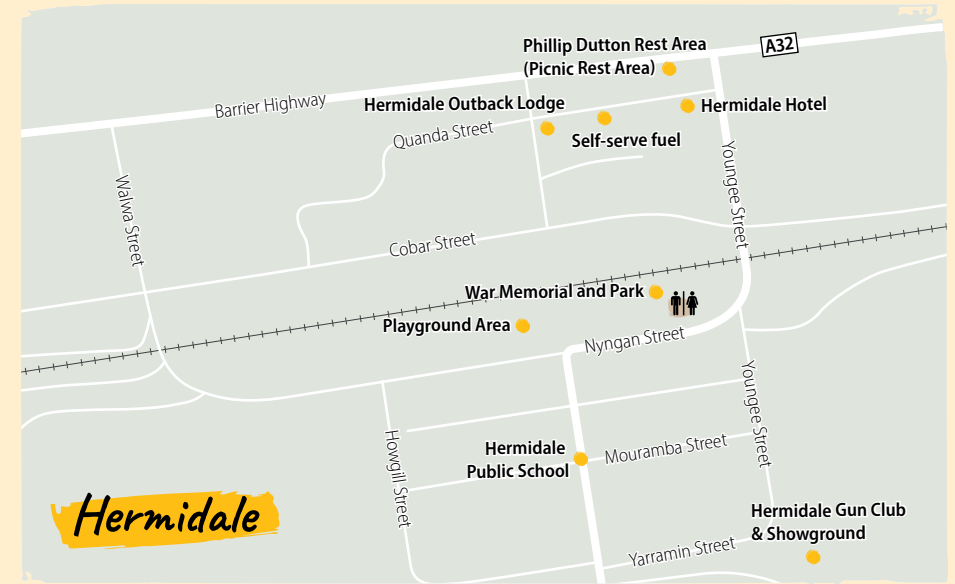 A32
Phillip Dutton Rest Area
(Picnic Rest Area)
Barrier Highway
Hermidale Outback Lodge
Hermidale Hotel
Quanda Street
Self-serve fuel
Youngee Street
Walwa Street
Cobar Street
War Memorial and Park
Playground Area
Nyngan Street
Youngee Street
Howgill Street
Hermidale
Public School
Mouramba Street
Hermidale
Hermidale Gun Club
& Showground
Yarramin Street